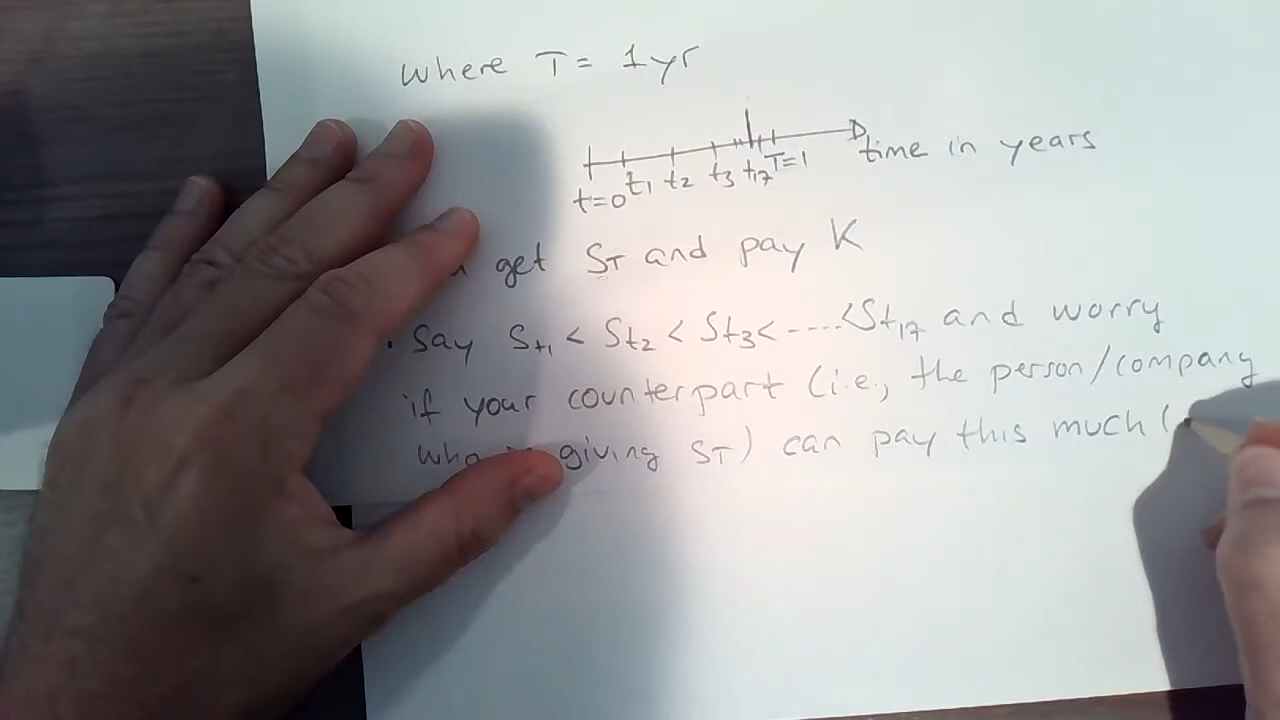 where T = 1yr
t=0 t1 t2 t3 t17 T=1 time in years
get ST and pay K
• Say St1 < St2 < St3 < ----.. <St17 and worry
if your counterpart (i.e., the person/company
giving ST) can pay this much (